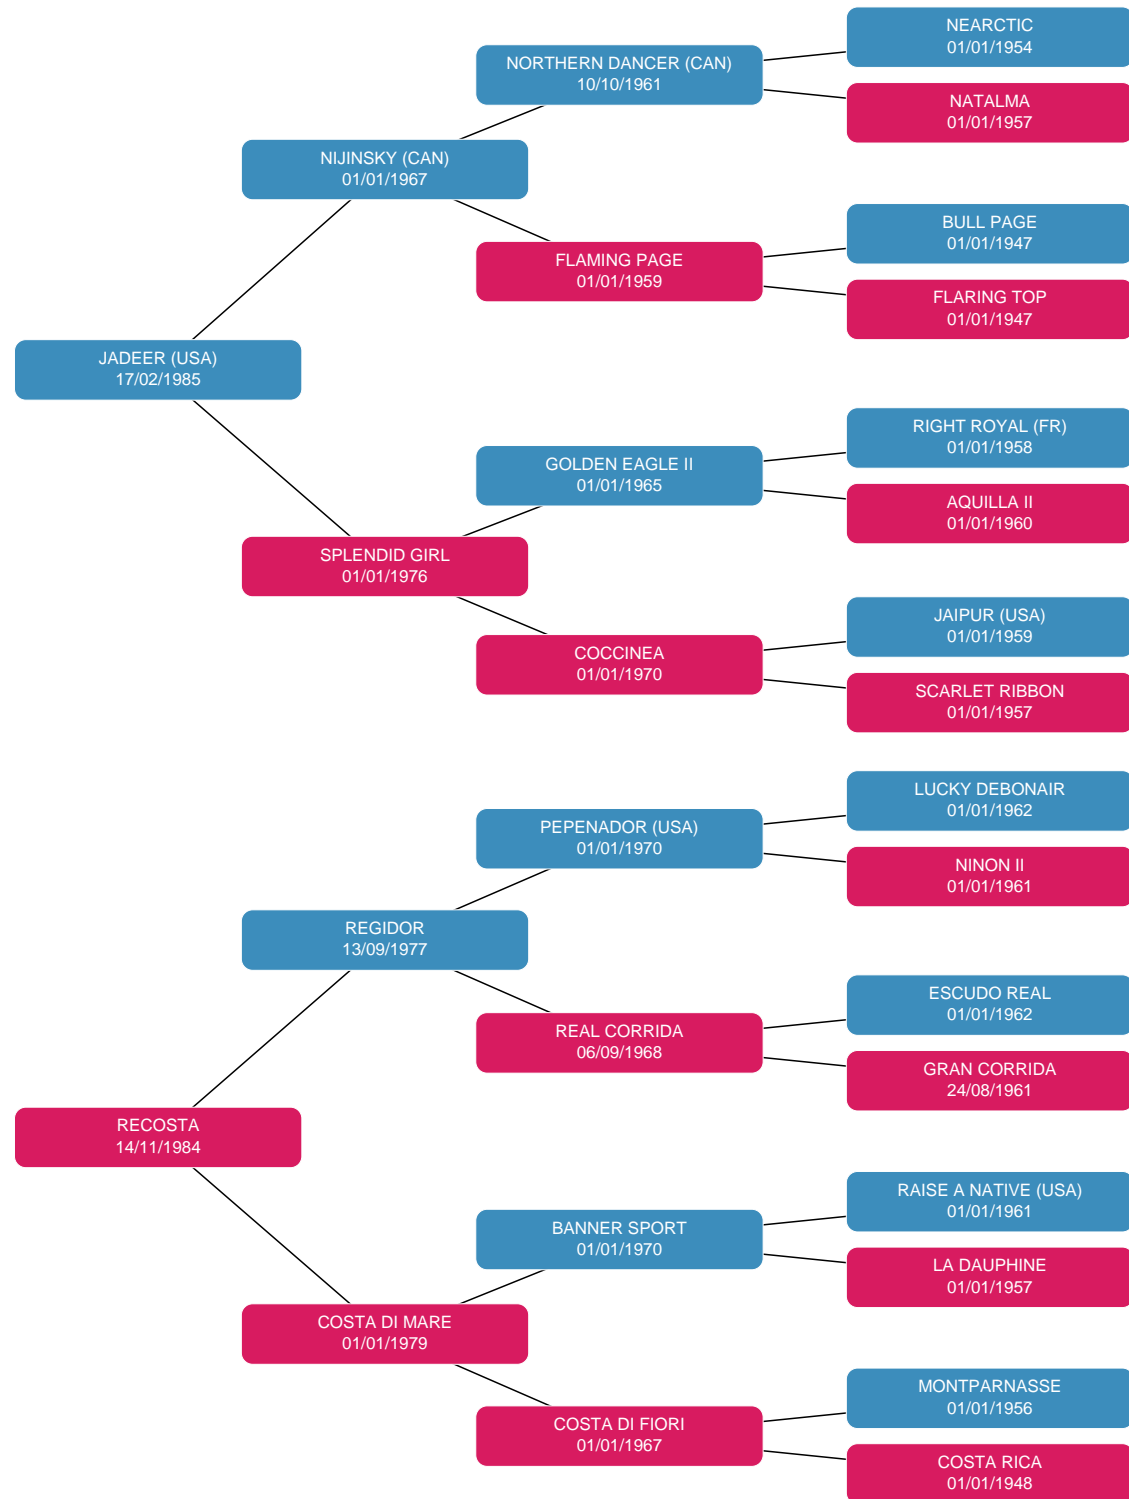 NEARCTIC
01/01/1954
NORTHERN DANCER (CAN)
10/10/1961
NATALMA
01/01/1957
NIJINSKY (CAN)
01/01/1967
BULL PAGE
01/01/1947
FLAMING PAGE
01/01/1959
FLARING TOP
01/01/1947
JADEER (USA)
17/02/1985
RIGHT ROYAL (FR)
01/01/1958
GOLDEN EAGLE II
01/01/1965
AQUILLA II
01/01/1960
SPLENDID GIRL
01/01/1976
JAIPUR (USA)
01/01/1959
COCCINEA
01/01/1970
SCARLET RIBBON
01/01/1957
LUCKY DEBONAIR
01/01/1962
PEPENADOR (USA)
01/01/1970
NINON II
01/01/1961
REGIDOR
13/09/1977
ESCUDO REAL
01/01/1962
REAL CORRIDA
06/09/1968
GRAN CORRIDA
24/08/1961
RECOSTA
14/11/1984
RAISE A NATIVE (USA)
01/01/1961
BANNER SPORT
01/01/1970
LA DAUPHINE
01/01/1957
COSTA DI MARE
01/01/1979
MONTPARNASSE
01/01/1956
COSTA DI FIORI
01/01/1967
COSTA RICA
01/01/1948